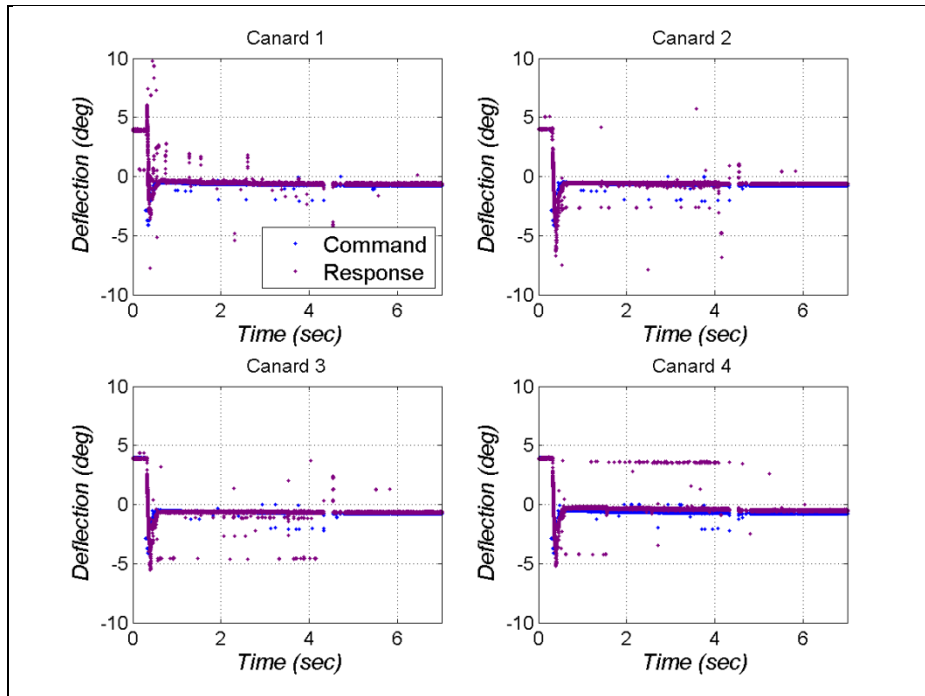 Canard 1
10
5
0
-5
-10
Deflection (deg)
0 2 4 6
Time (sec)
Command
Response
Canard 2
10
5
0
-5
-10
Deflection (deg)
0 2 4 6
Time (sec)
Canard 3
10
5
0
-5
-10
Deflection (deg)
0 2 4 6
Time (sec)
Canard 4
10
5
0
-5
-10
Deflection (deg)
0 2 4 6
Time (sec)